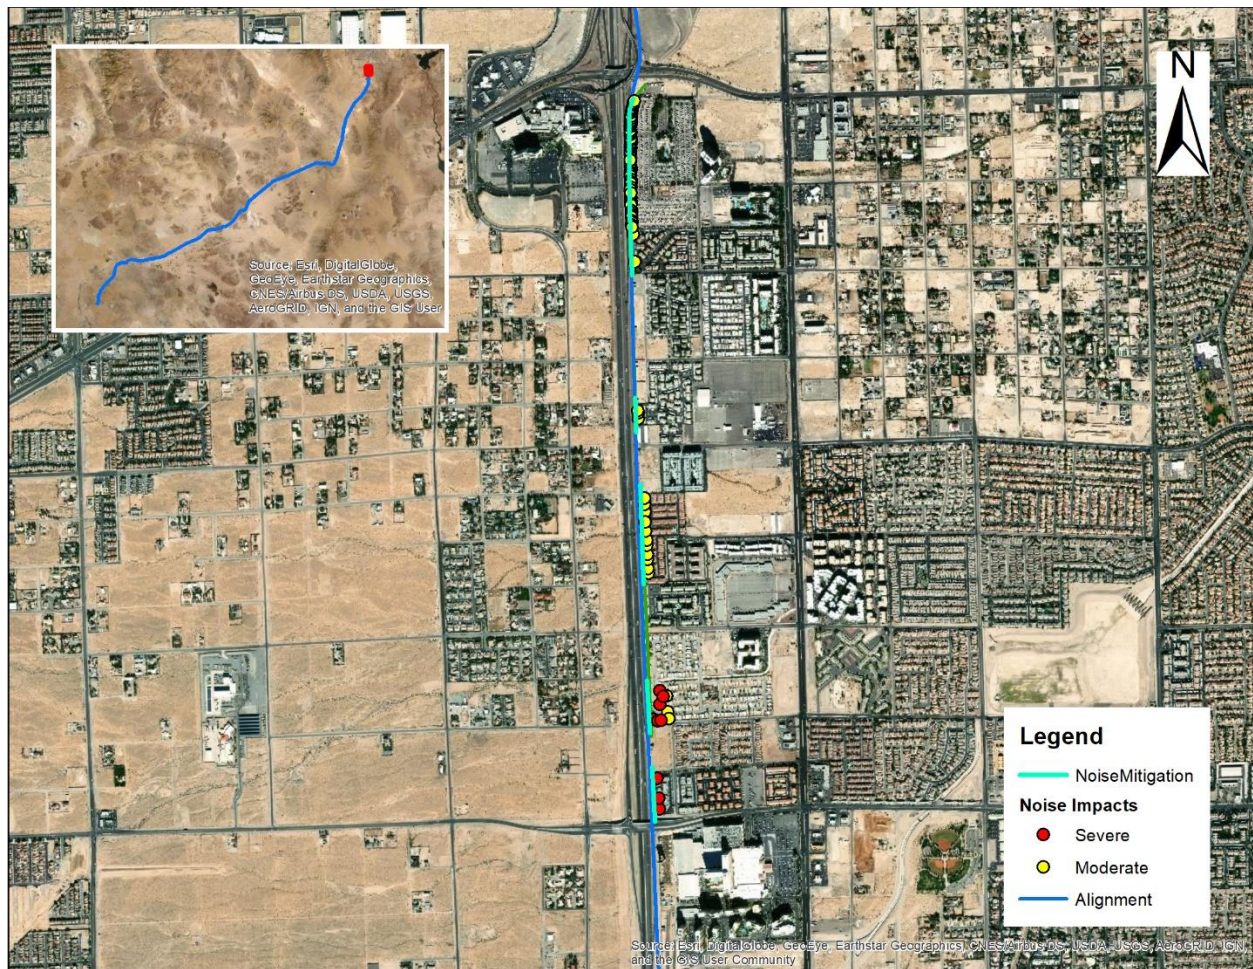 N
Source: Esri, DigitalGlobe,
GeoEye, Earthstar Geographics,
CNES/Airbus DS, USDA, USGS,
AeroGRID, IGN, and the GIS User
Legend
NoiseMitigation
Noise Impacts
Severe
Moderate
Alignment
Source: Esri, DigitalGlobe, GeoEye, Earthstar Geographics, CNES/Airbus DS, USDA, USGS, AeroGRID, IGN,
and the GIS User Community